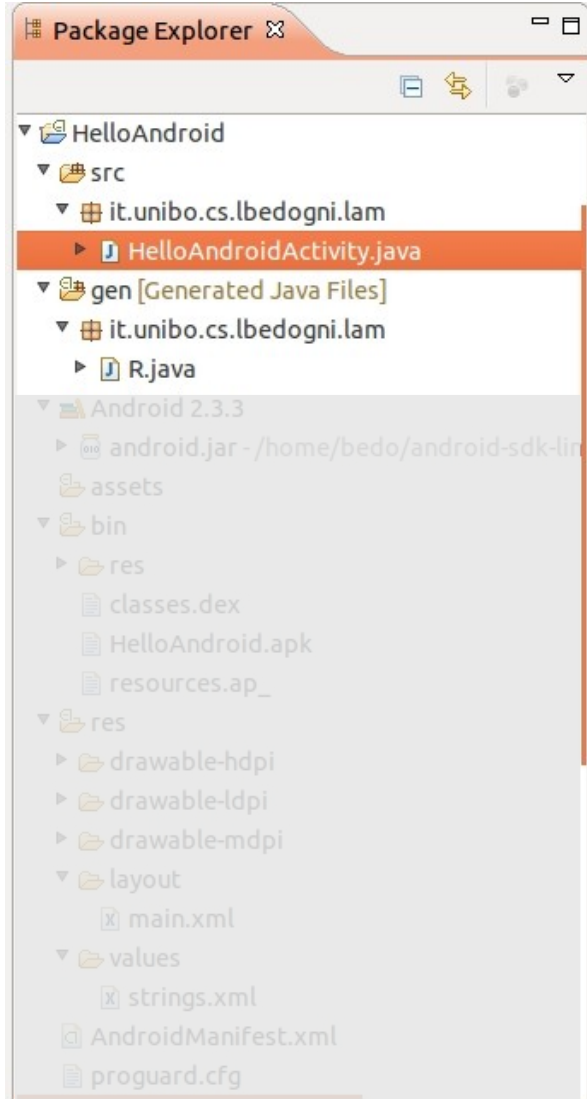 Package Explorer
HelloAndroid
src
it.unibo.cs.lbedogni.lam
HelloAndroidActivity.java
gen [Generated Java Files]
it.unibo.cs.lbedogni.lam
R.java
Android 2.3.3
android.jar - /home/bedo/android-sdk-lin
assets
bin
res
classes.dex
HelloAndroid.apk
resources.ap_
res
drawable-hdpi
drawable-ldpi
drawable-mdpi
layout
main.xml
values
strings.xml
AndroidManifest.xml
proguard.cfg